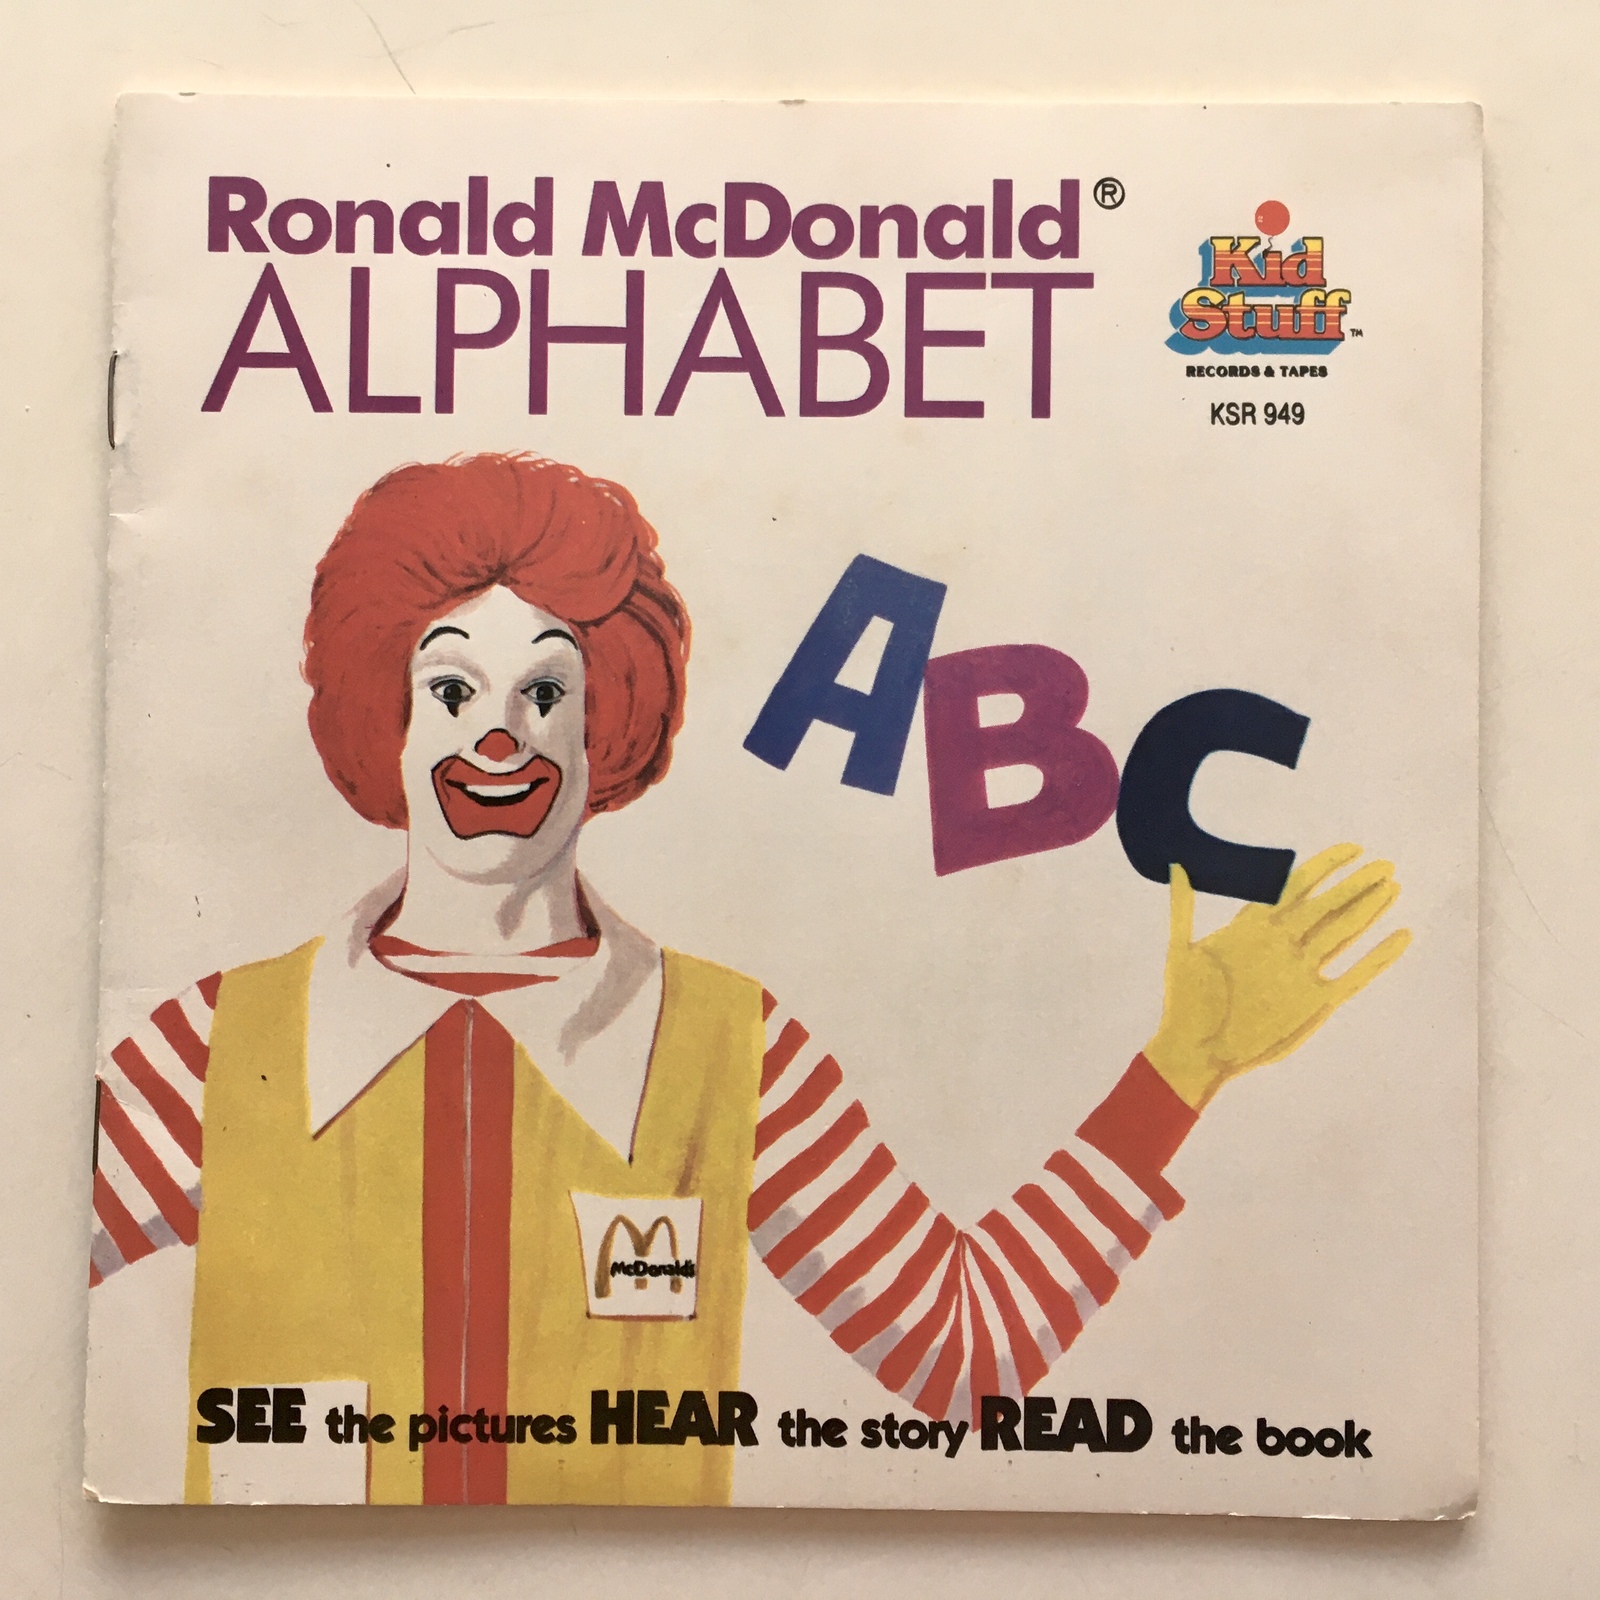 Ronald McDonald®
ALPHABET
Kid
Stuff™
RECORDS & TAPES
KSR 949
A B C
McDonald's
SEE the pictures HEAR the story READ the book